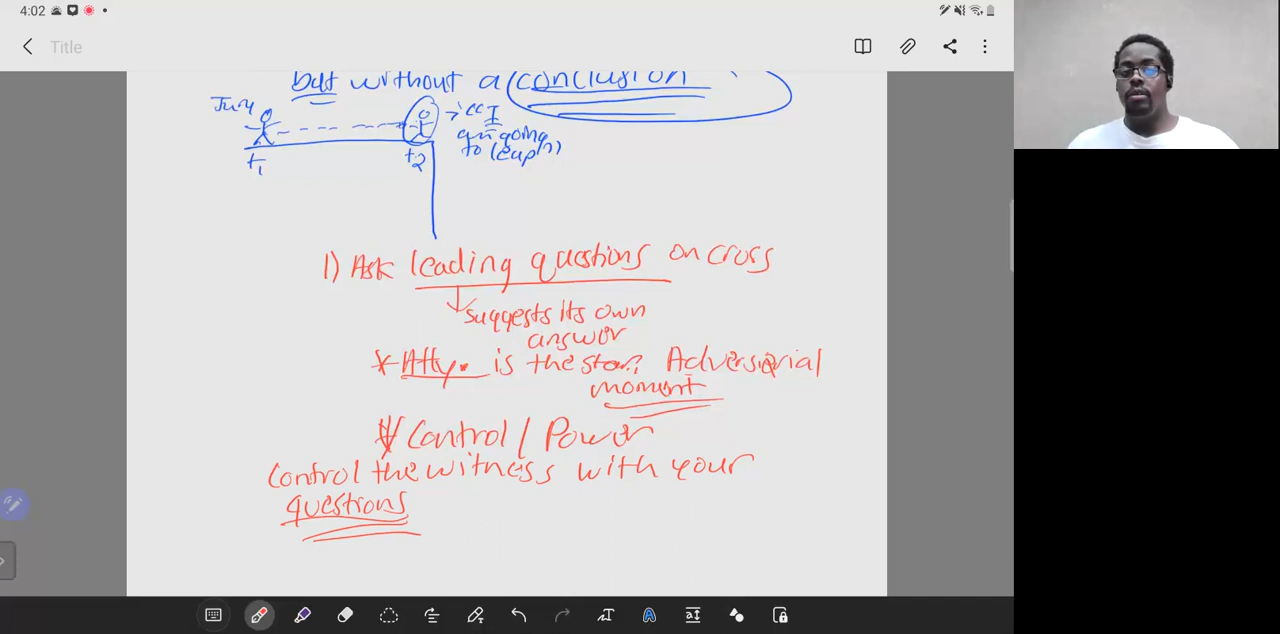 4:02
Title
but without a conclusion
Jury
"I
am going
to leap"
t1
t2
1) Ask leading questions on cross
suggests its own
answer
* Atty. is the star: Adversarial
moment
Control / Power
Control the witness with your
questions